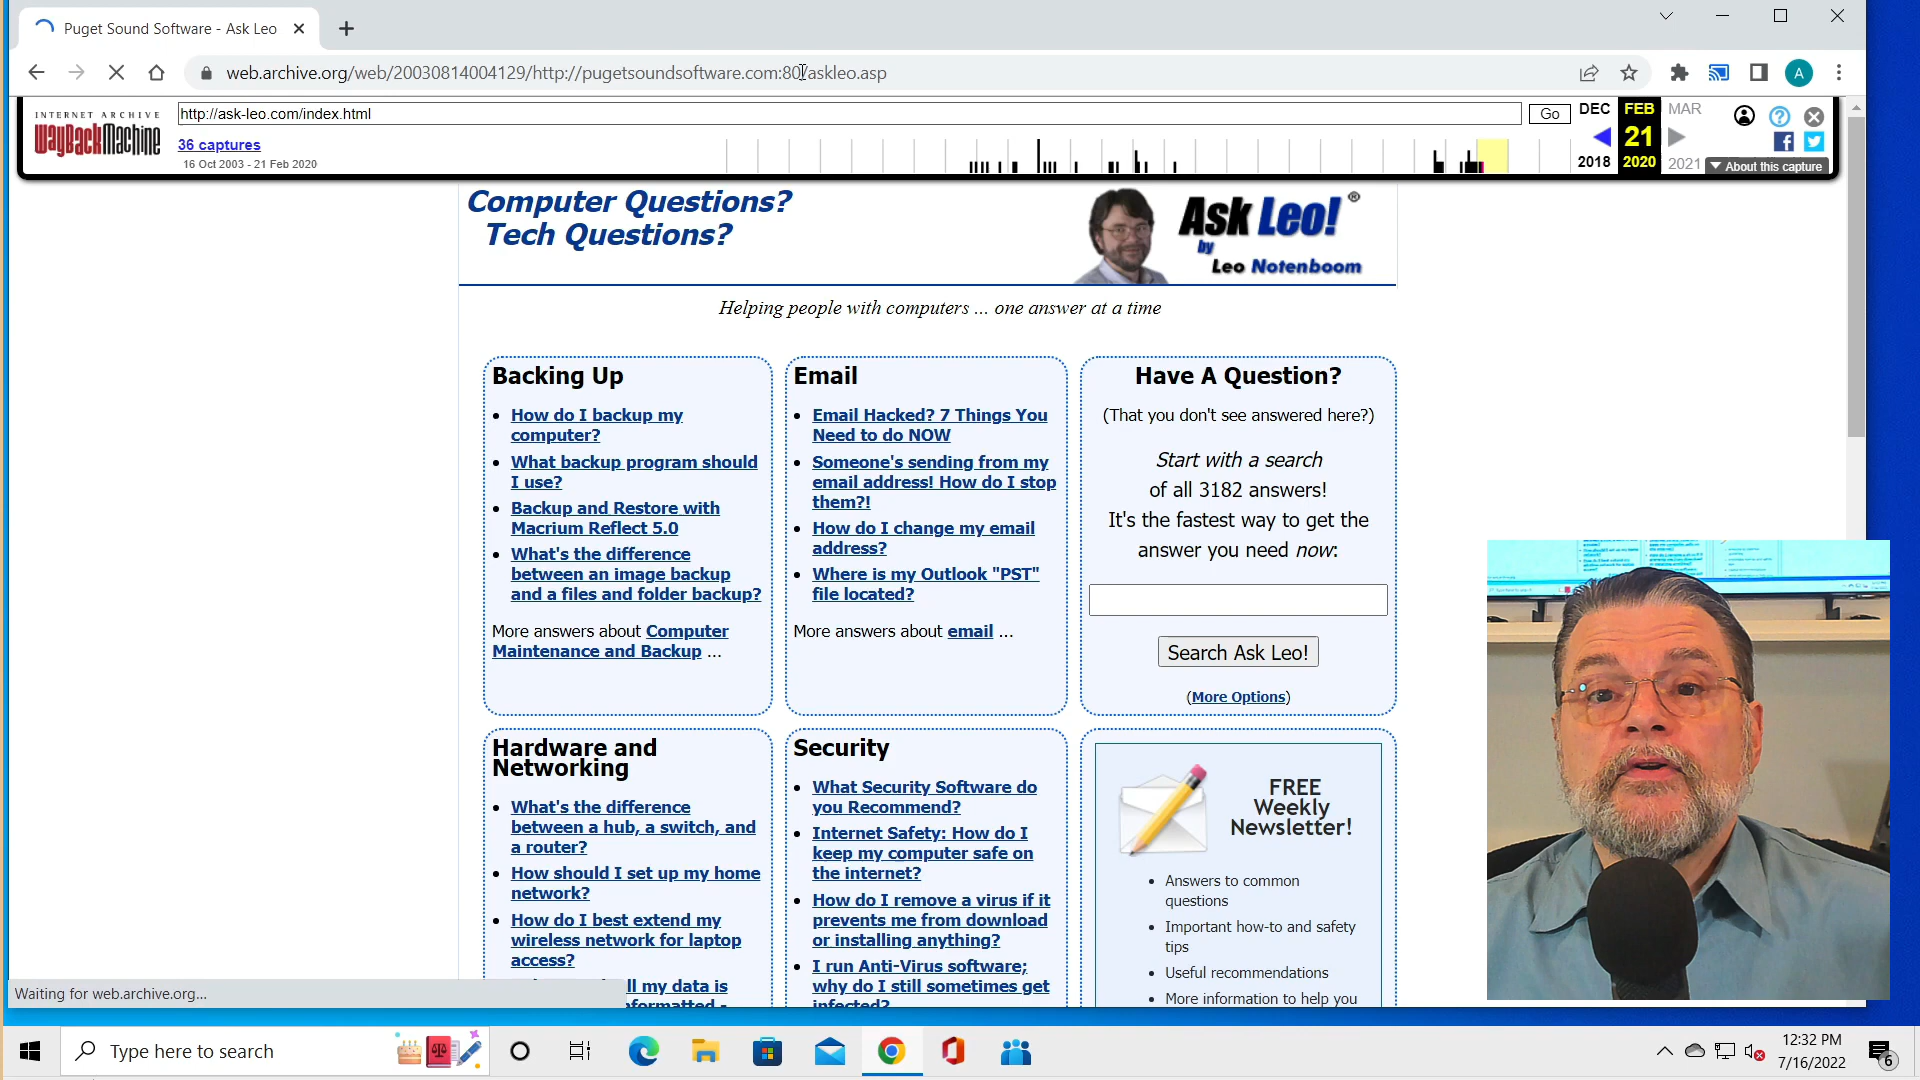 Puget Sound Software - Ask Leo
web.archive.org/web/20030814004129/http://pugetsoundsoftware.com:80/askleo.asp
A
INTERNET ARCHIVE
WayBackMachine
http://ask-leo.com/index.html
Go
DEC
FEB
MAR
36 captures
21
16 Oct 2003 - 21 Feb 2020
2018
2020
2021
About this capture
Computer Questions?
Tech Questions?
Ask Leo! ®
by
Leo Notenboom
Helping people with computers ... one answer at a time
Backing Up
How do I backup my
computer?
What backup program should
I use?
Backup and Restore with
Macrium Reflect 5.0
What's the difference
between an image backup
and a files and folder backup?
More answers about Computer
Maintenance and Backup ...
Email
Email Hacked? 7 Things You
Need to do NOW
Someone's sending from my
email address! How do I stop
them?!
How do I change my email
address?
Where is my Outlook "PST"
file located?
More answers about email ...
Have A Question?
(That you don't see answered here?)
Start with a search
of all 3182 answers!
It's the fastest way to get the
answer you need now:
Search Ask Leo!
(More Options)
Hardware and
Networking
What's the difference
between a hub, a switch, and
a router?
How should I set up my home
network?
How do I best extend my
wireless network for laptop
access?
ll my data is
Security
What Security Software do
you Recommend?
Internet Safety: How do I
keep my computer safe on
the internet?
How do I remove a virus if it
prevents me from download
or installing anything?
I run Anti-Virus software;
why do I still sometimes get
infected?
FREE
Weekly
Newsletter!
Answers to common
questions
Important how-to and safety
tips
Useful recommendations
More information to help you
Waiting for web.archive.org...
Type here to search
12:32 PM
7/16/2022
6